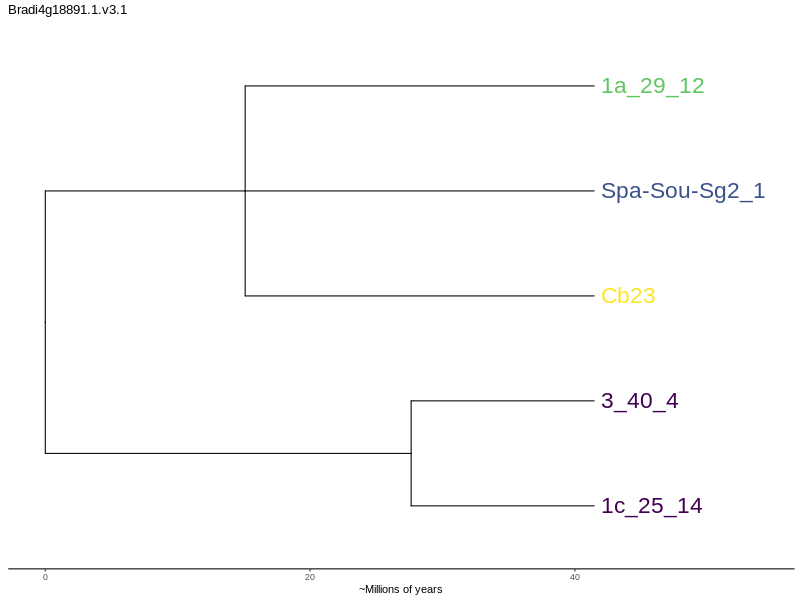 Bradi4g18891.1.v3.1
1a_29_12
Spa-Sou-Sg2_1
Cb23
3_40_4
1c_25_14
0 20 40
~Millions of years